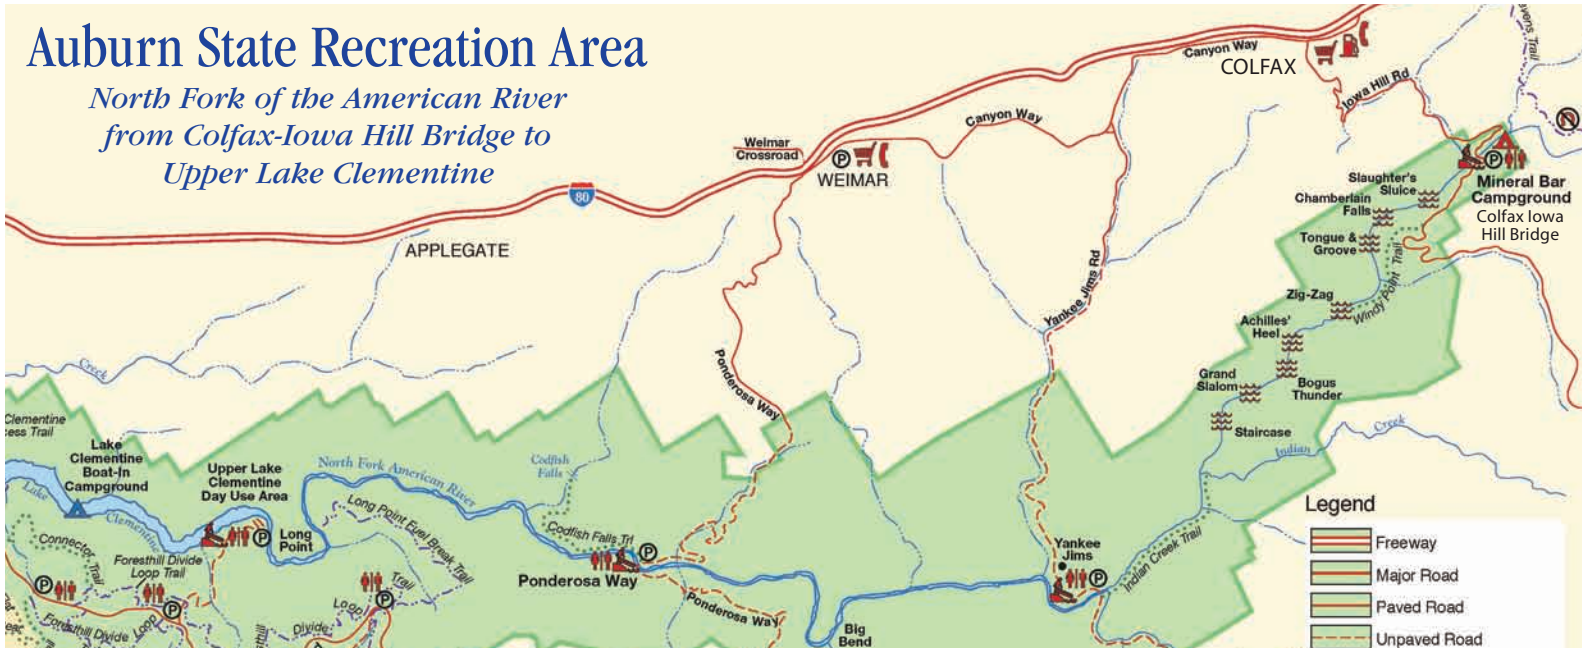 Auburn State Recreation Area
North Fork of the American River
from Colfax-Iowa Hill Bridge to
Upper Lake Clementine
Canyon Way
COLFAX
Iowa Hill Rd
Trail
Canyon Way
Weimar
Crossroad
P
WEIMAR
80
APPLEGATE
Yankee Jims Rd
Ponderosa Way
P
Mineral Bar
Campground
Colfax Iowa
Hill Bridge
Slaughter's
Sluice
Chamberlain
Falls
Tongue &
Groove
Windy Point Trail
Zig-Zag
Achilles'
Heel
Bogus
Thunder
Grand
Slalom
Staircase
Indian
Creek
Creek
Clementine
Trail
Lake
Clementine
Boat-In
Campground
Lake
Clementine
Upper Lake
Clementine
Day Use Area
P
Long
Point
North Fork American River
Codfish
Falls
Codfish Falls Trl
P
Ponderosa Way
Ponderosa Way
Long Point Fuel Break Trail
Connector
Trail
Foresthill Divide
Loop Trail
P
P
Foresthill Divide
Loop
Divide
Loop
Trail
P
Big
Bend
Yankee
Jims
P
Indian Creek Trail
Legend
Freeway
Major Road
Paved Road
Unpaved Road